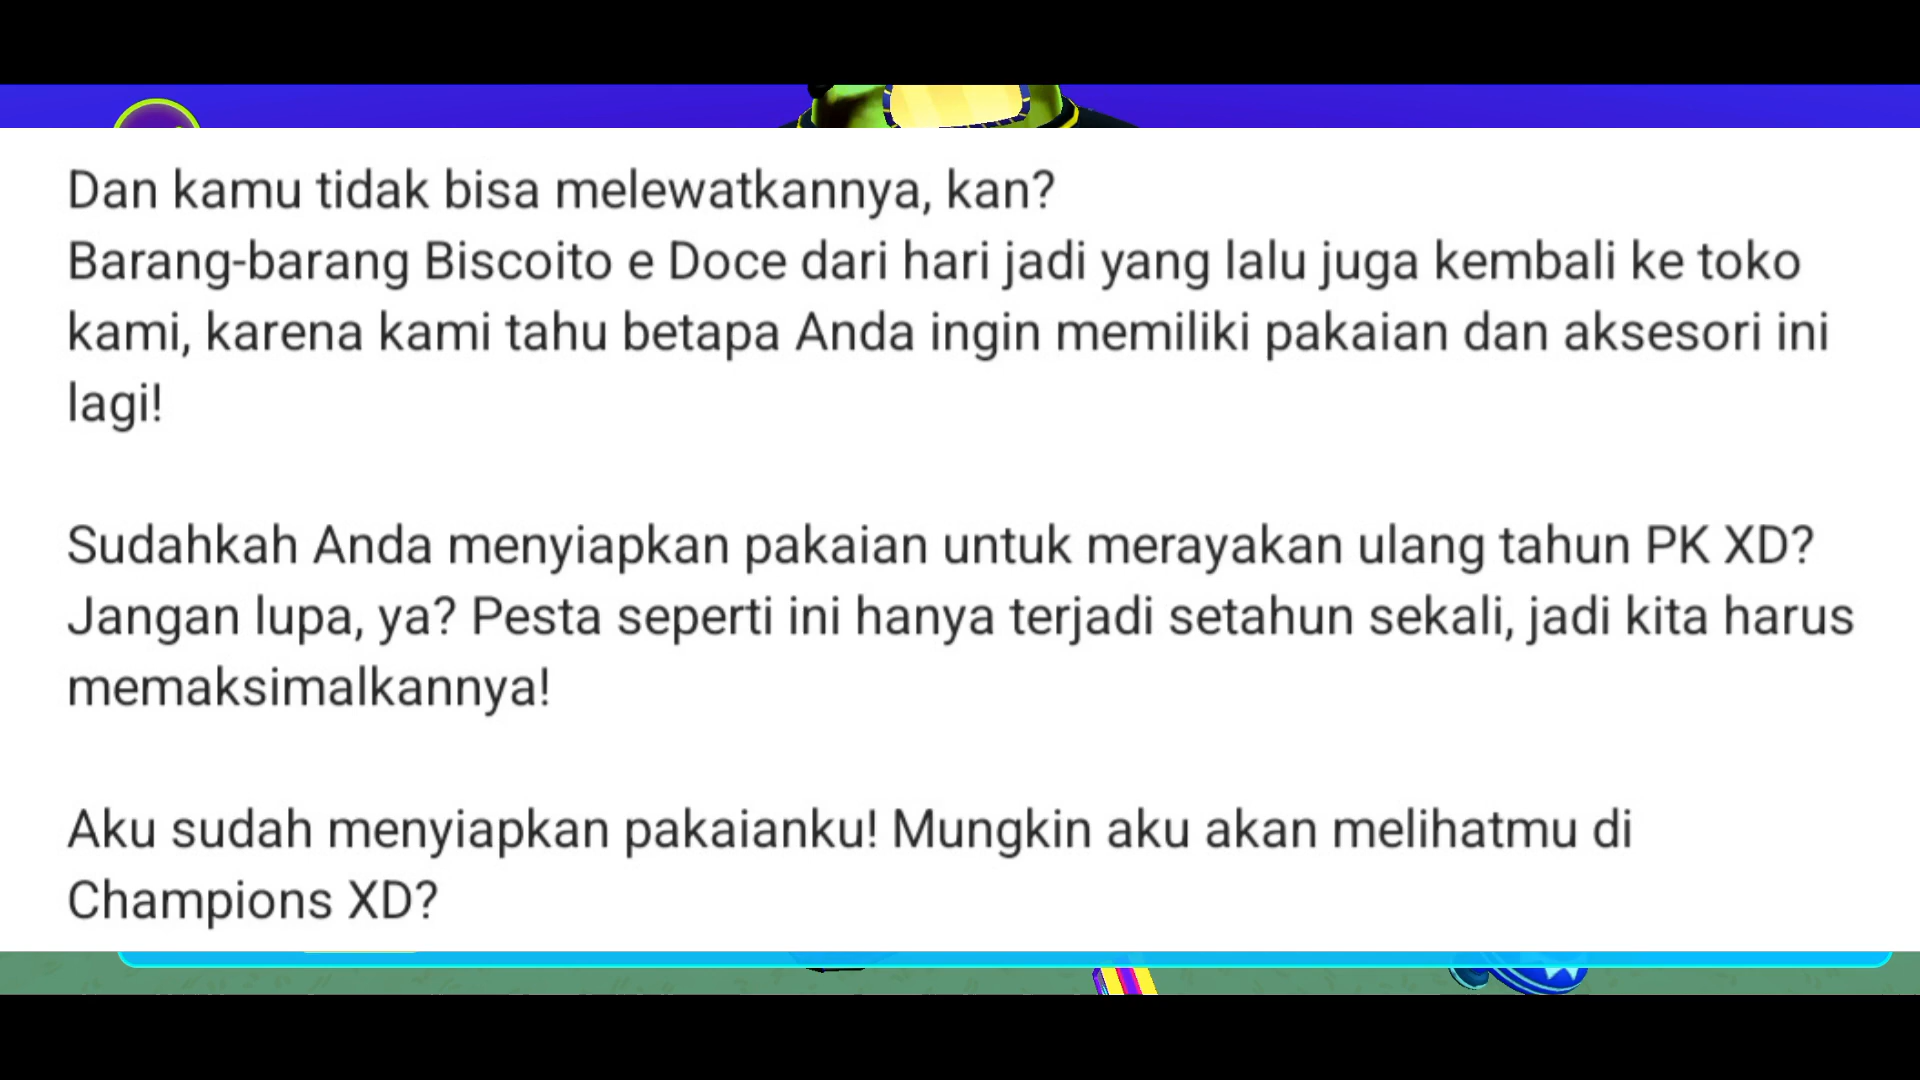 Dan kamu tidak bisa melewatkannya, kan?
Barang-barang Biscoito e Doce dari hari jadi yang lalu juga kembali ke toko
kami, karena kami tahu betapa Anda ingin memiliki pakaian dan aksesori ini
lagi!
Sudahkah Anda menyiapkan pakaian untuk merayakan ulang tahun PK XD?
Jangan lupa, ya? Pesta seperti ini hanya terjadi setahun sekali, jadi kita harus
memaksimalkannya!
Aku sudah menyiapkan pakaianku! Mungkin aku akan melihatmu di
Champions XD?